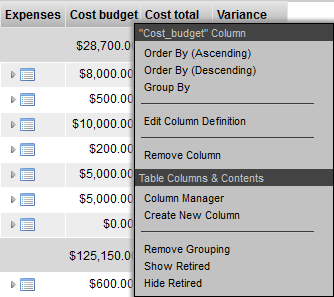 Expenses Cost budget Cost total Variance
$28,700.00
$8,000.00
$500.00
$10,000.00
$200.00
$5,000.00
$5,000.00
$0.00
$125,150.00
$600.00
"Cost_budget" Column
Order By (Ascending)
Order By (Descending)
Group By
Edit Column Definition
Remove Column
Table Columns & Contents
Column Manager
Create New Column
Remove Grouping
Show Retired
Hide Retired